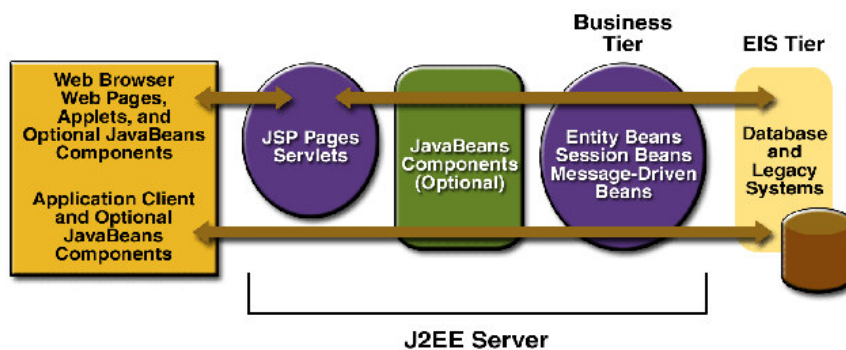 Business
Tier
EIS Tier
Web Browser
Web Pages,
Applets, and
Optional JavaBeans
Components
Application Client
and Optional
JavaBeans
Components
JSP Pages
Servlets
JavaBeans
Components
(Optional)
Entity Beans
Session Beans
Message-Driven
Beans
Database
and
Legacy
Systems
J2EE Server